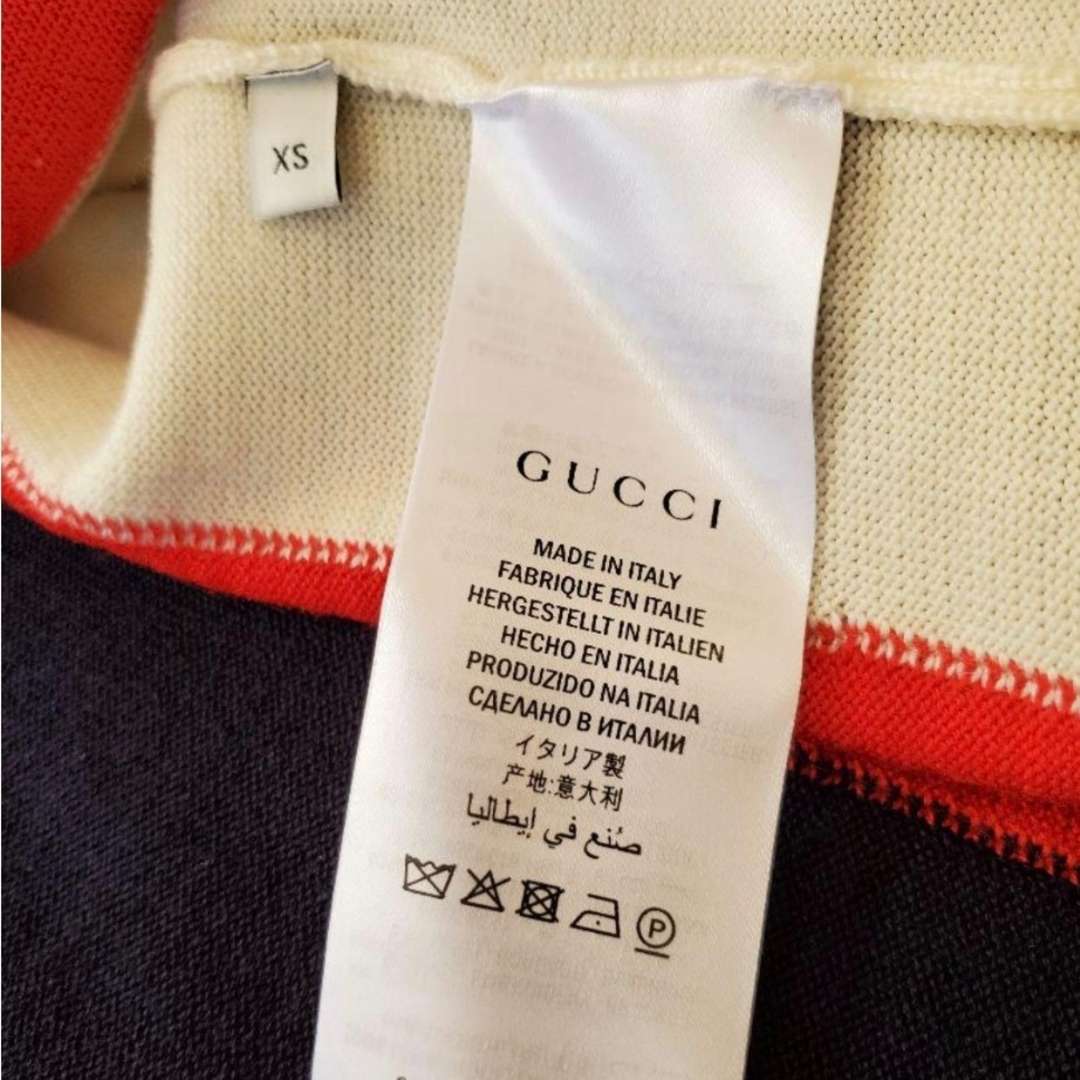 XS
GUCCI
MADE IN ITALY
FABRIQUE EN ITALIE
HERGESTELLT IN ITALIEN
HECHO EN ITALIA
PRODUZIDO NA ITALIA
СДЕЛАНО В ИТАЛИИ
イタリア製
产地:意大利
صُنع في إيطاليا
P